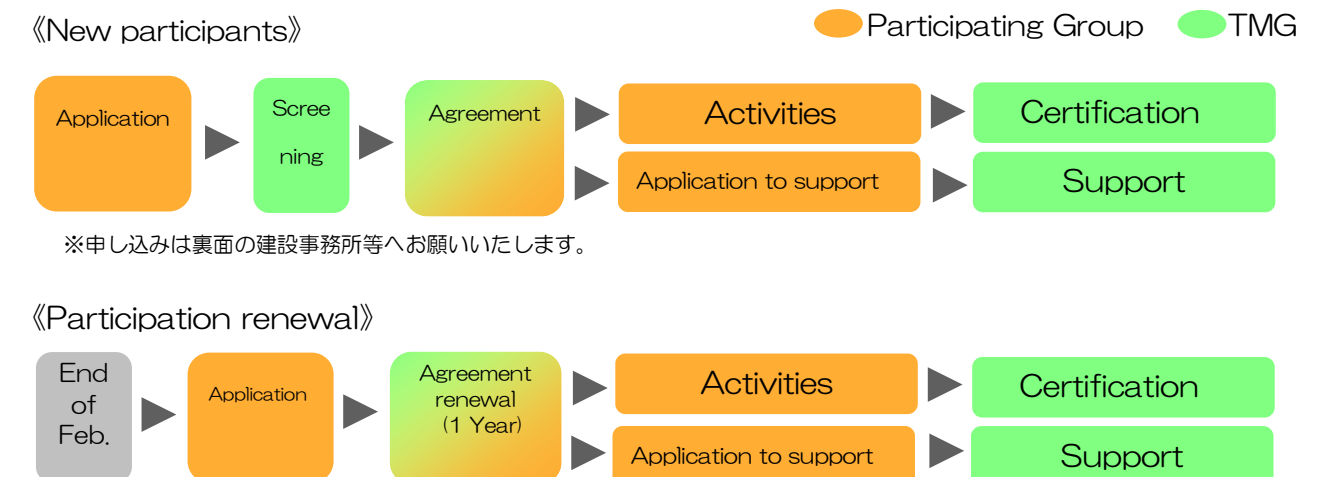 《New participants》
Participating Group
TMG
Application
Scree
ning
Agreement
Activities
Certification
Application to support
Support
※申し込みは裏面の建設事務所等へお願いいたします。
《Participation renewal》
End
of
Feb.
Application
Agreement
renewal
(1 Year)
Activities
Certification
Application to support
Support